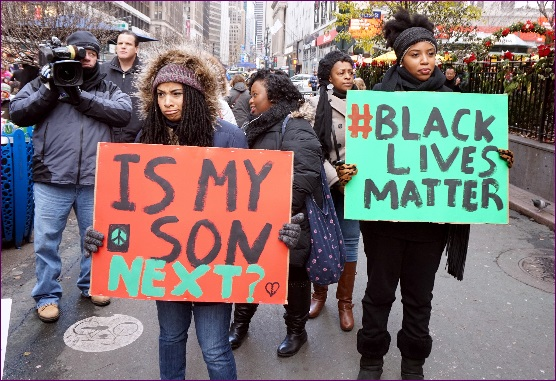 IS MY
SON
NEXT?
#BLACK
LIVES
MATTER